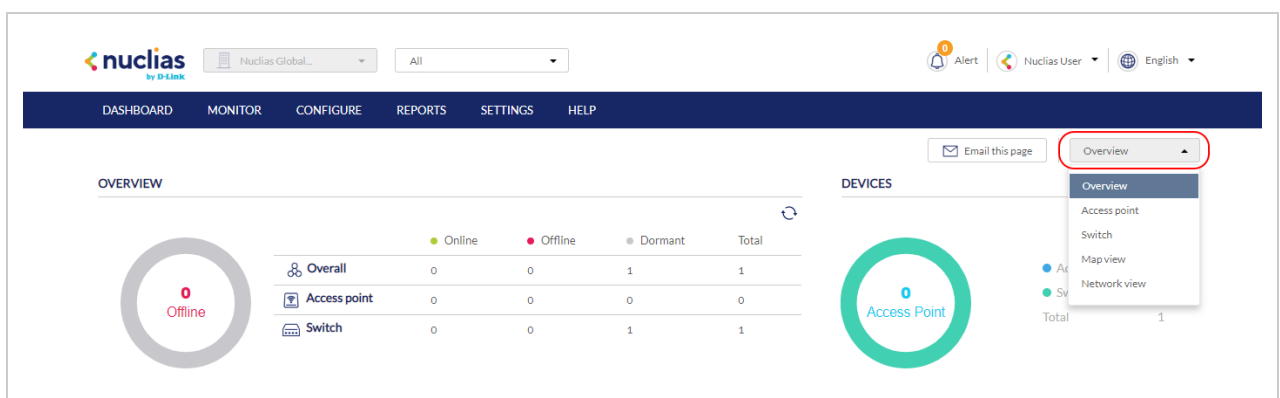 nuclias
by D-Link
Nuclias Global...
All
0
Alert
Nuclias User
English
DASHBOARD MONITOR CONFIGURE REPORTS SETTINGS HELP
Email this page
Overview
OVERVIEW
DEVICES
Overview
Access point
Switch
Map view
Network view
Online Offline Dormant Total
Overall 0 0 1 1
Access point 0 0 0 0
Switch 0 0 1 1
0
Offline
0
Access Point
Total 1